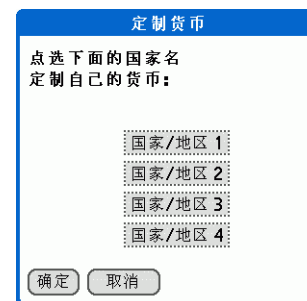 定制货币
点选下面的国家名
定制自己的货币：
国家/地区 1
国家/地区 2
国家/地区 3
国家/地区 4
确定 取消